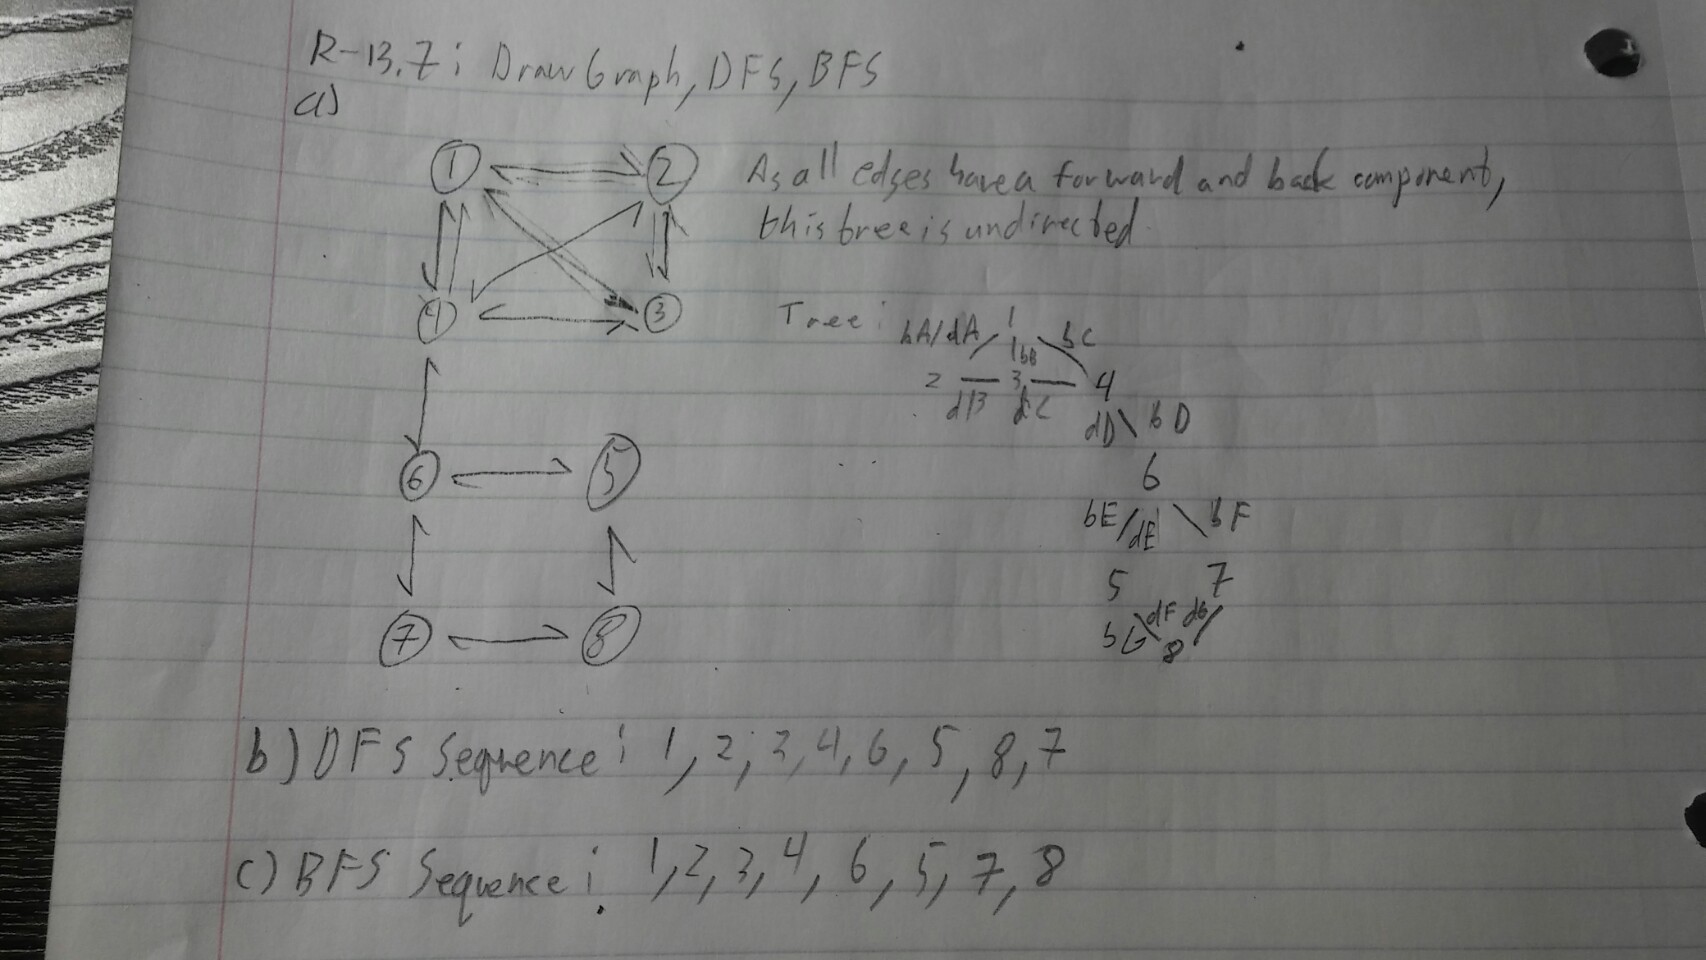 R-13.7: Draw Graph, DFS, BFS
a)
1 2
As all edges have a forward and back component,
this tree is undirected
4 3
Tree: 1
bA/dA bB bC
2 3 4
dB dC
dD bD
6
6 5
bE/dE bF
5 7
dF dG
bG 8
7 8
b) DFS Sequence: 1, 2, 3, 4, 6, 5, 8, 7
c) BFS Sequence: 1, 2, 3, 4, 6, 5, 7, 8